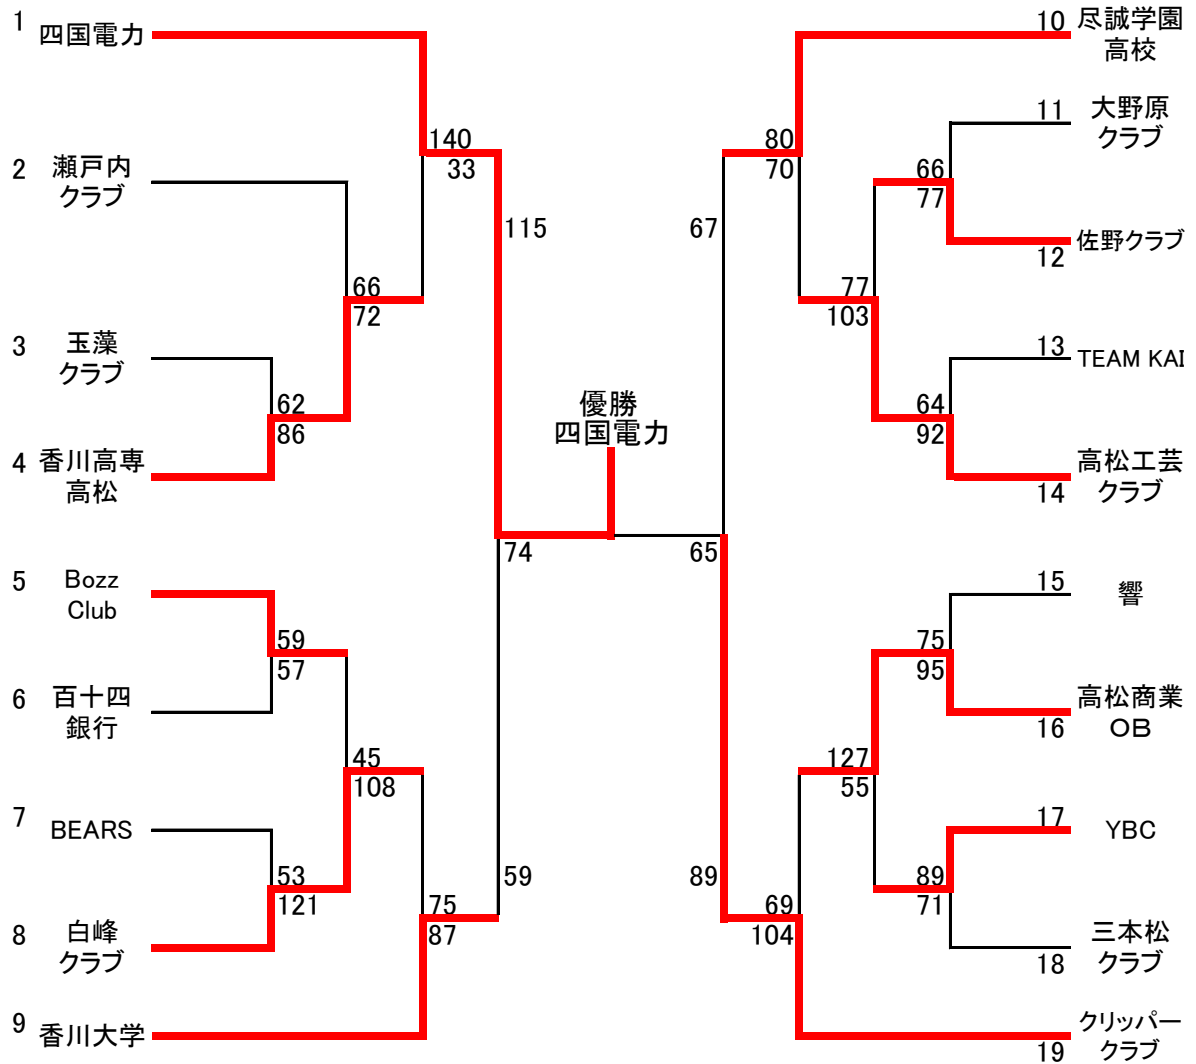 1
四国電力
2
瀬戸内
クラブ
3
玉藻
クラブ
4
香川高専
高松
5
Bozz
Club
6
百十四
銀行
7
BEARS
8
白峰
クラブ
9
香川大学
140
33
66
72
62
86
59
57
45
108
53
121
75
87
115
59
74
優勝
四国電力
65
67
89
80
70
66
77
77
103
64
92
75
95
127
55
89
71
69
104
10
尽誠学園
高校
11
大野原
クラブ
佐野クラブ
12
13
TEAM KAI
高松工芸
クラブ
14
15
響
高松商業
OB
16
17
YBC
三本松
クラブ
18
クリッパー
クラブ
19